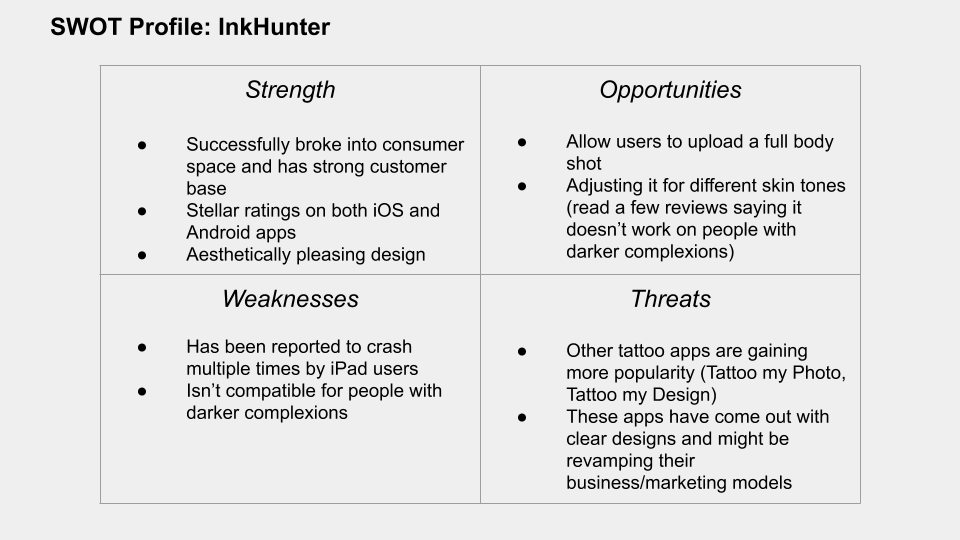 SWOT Profile: InkHunter
Strength
● Successfully broke into consumer
space and has strong customer
base
● Stellar ratings on both iOS and
Android apps
● Aesthetically pleasing design
Opportunities
● Allow users to upload a full body
shot
● Adjusting it for different skin tones
(read a few reviews saying it
doesn’t work on people with
darker complexions)
Weaknesses
● Has been reported to crash
multiple times by iPad users
● Isn’t compatible for people with
darker complexions
Threats
● Other tattoo apps are gaining
more popularity (Tattoo my Photo,
Tattoo my Design)
● These apps have come out with
clear designs and might be
revamping their
business/marketing models